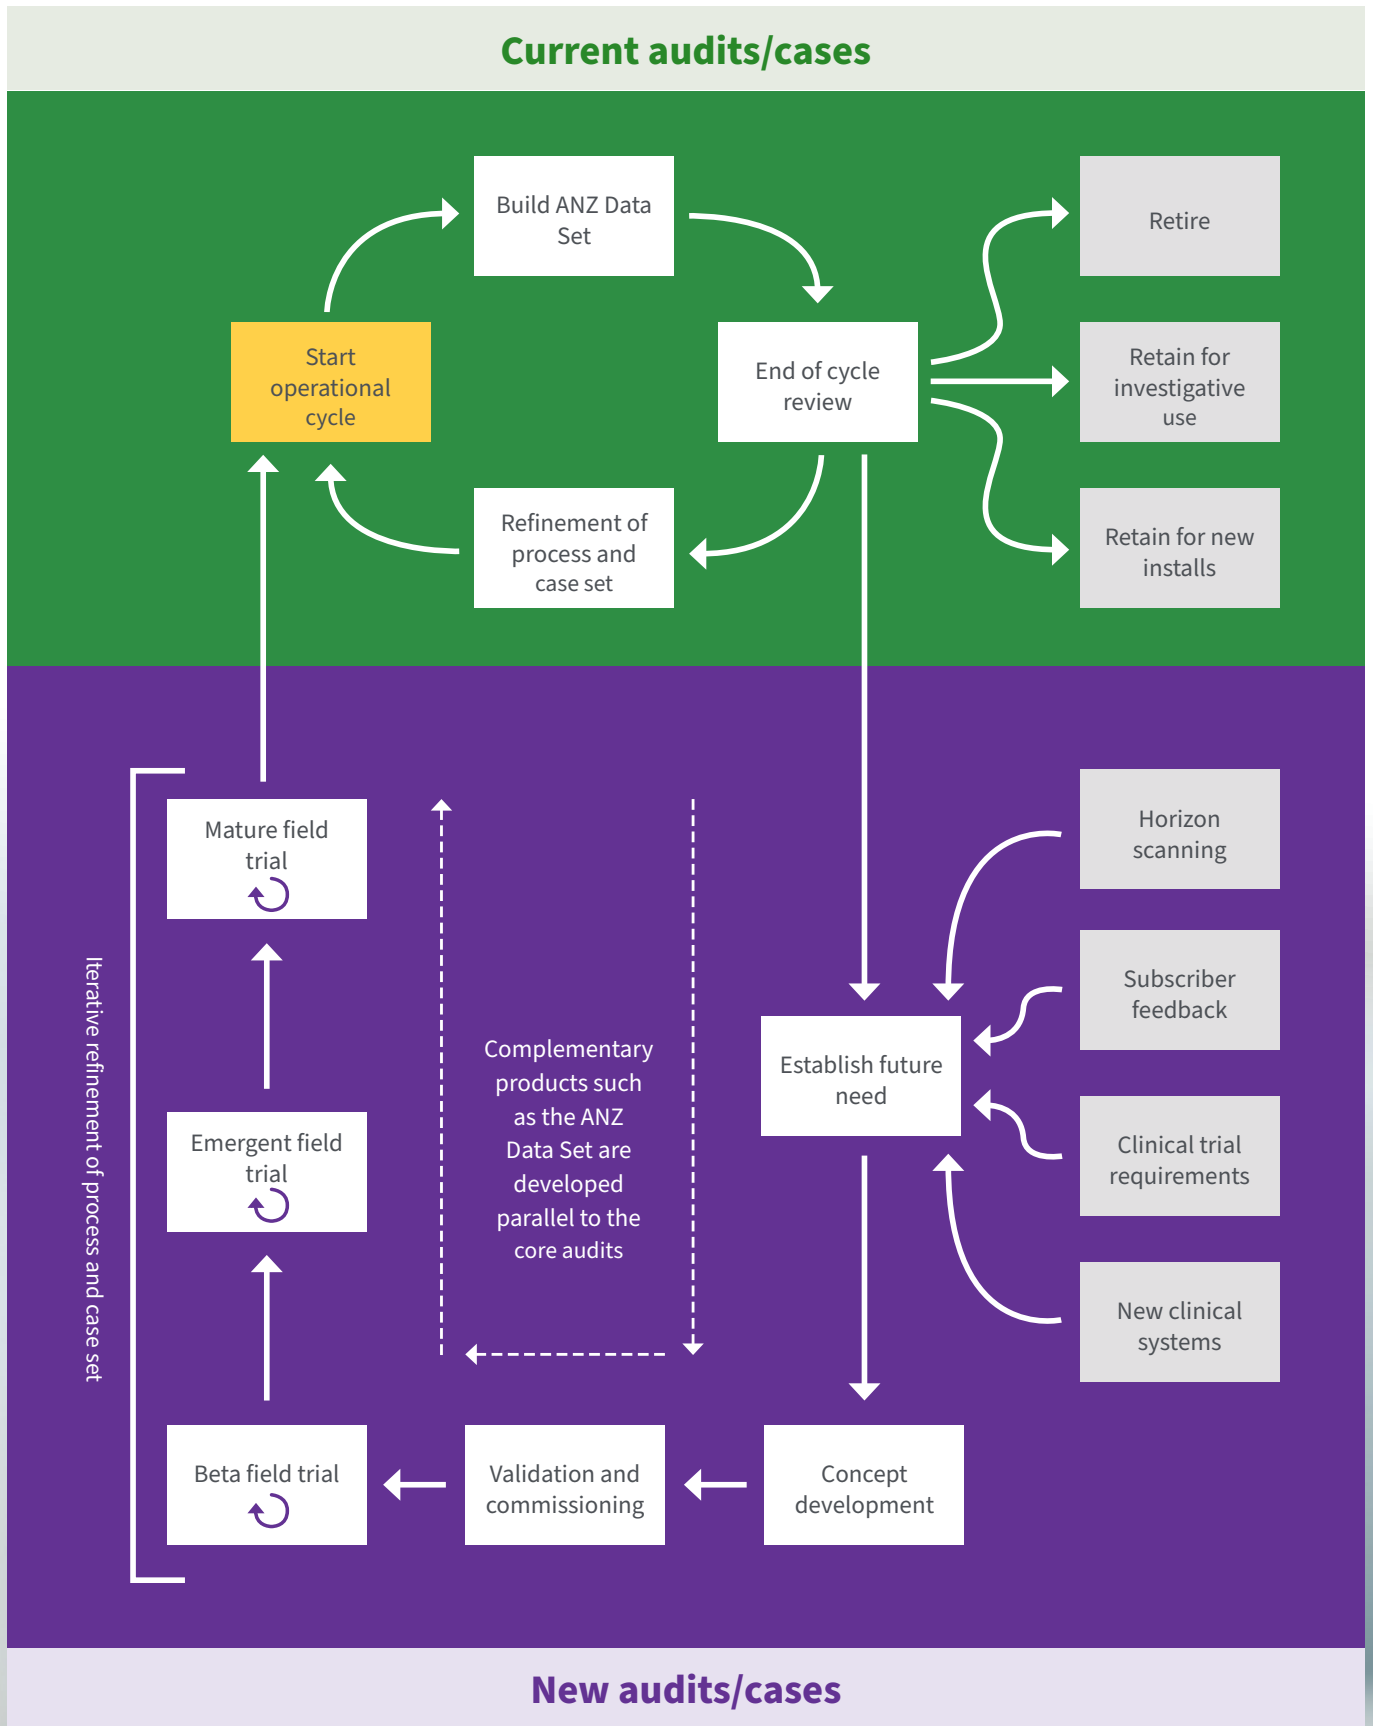 Current audits/cases
Build ANZ Data
Set
Retire
Start
operational
cycle
End of cycle
review
Retain for
investigative
use
Refinement of
process and
case set
Retain for new
installs
Mature field
trial
Horizon
scanning
Subscriber
feedback
Iterative refinement of process and case set
Complementary
products such
as the ANZ
Data Set are
developed
parallel to the
core audits
Establish future
need
Emergent field
trial
Clinical trial
requirements
New clinical
systems
Beta field trial
Validation and
commissioning
Concept
development
New audits/cases